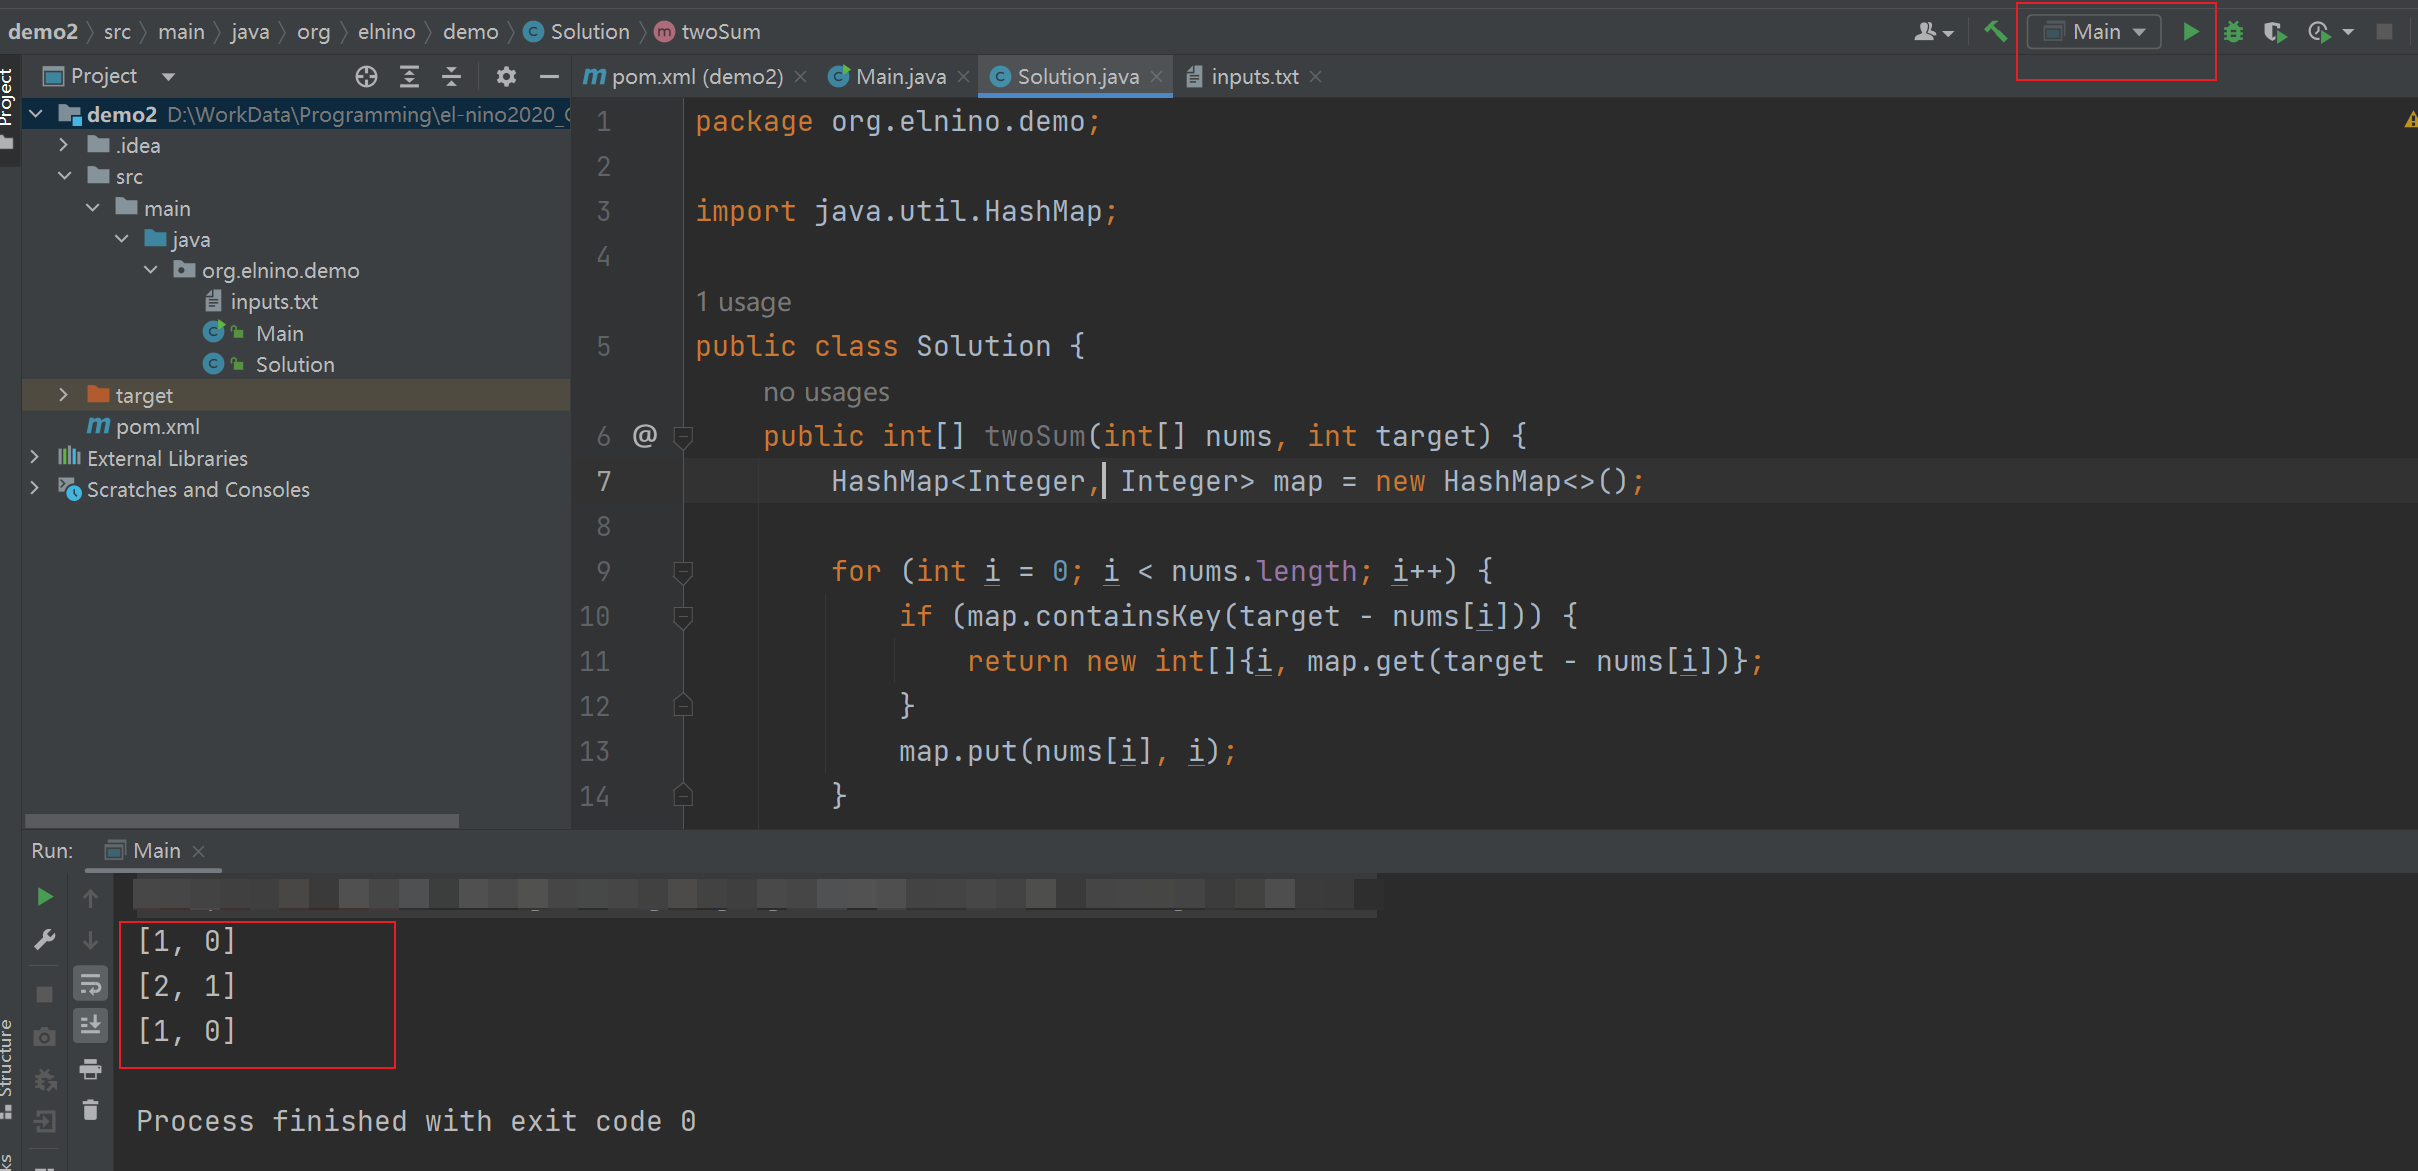 demo2 src main java org elnino demo Solution twoSum
Main
Project
Project
pom.xml (demo2) Main.java Solution.java inputs.txt
demo2 D:\WorkData\Programming\el-nino2020_
.idea
src
main
java
org.elnino.demo
inputs.txt
Main
Solution
target
pom.xml
External Libraries
Scratches and Consoles
1 package org.elnino.demo;
2
3 import java.util.HashMap;
4
1 usage
5 public class Solution {
no usages
6 @ public int[] twoSum(int[] nums, int target) {
7 HashMap<Integer, Integer> map = new HashMap<>();
8
9 for (int i = 0; i < nums.length; i++) {
10 if (map.containsKey(target - nums[i])) {
11 return new int[]{i, map.get(target - nums[i])};
12 }
13 map.put(nums[i], i);
14 }
Run: Main
[1, 0]
[2, 1]
[1, 0]
Process finished with exit code 0
Structure